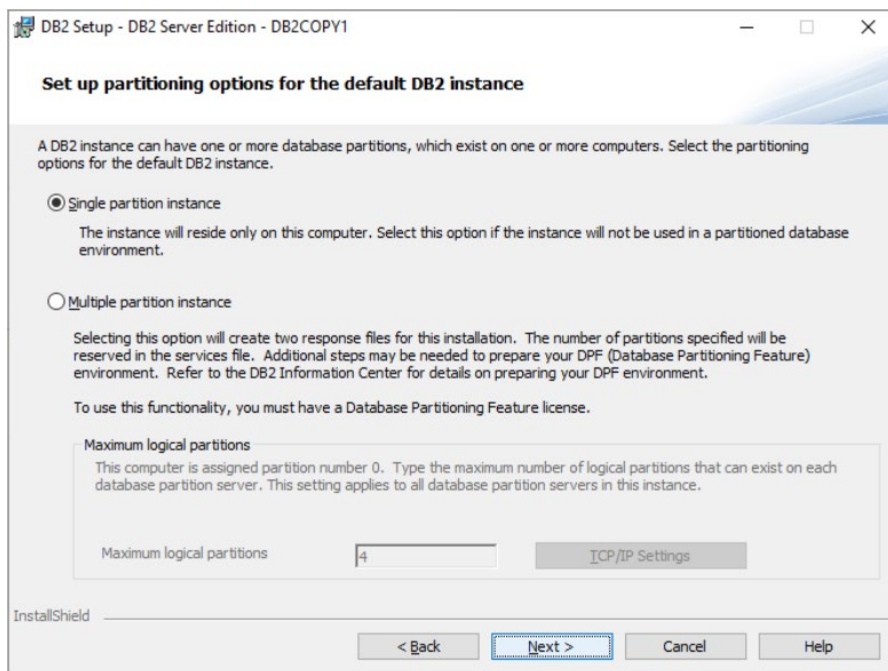 DB2 Setup - DB2 Server Edition - DB2COPY1
Set up partitioning options for the default DB2 instance
A DB2 instance can have one or more database partitions, which exist on one or more computers. Select the partitioning
options for the default DB2 instance.
Single partition instance
The instance will reside only on this computer. Select this option if the instance will not be used in a partitioned database
environment.
Multiple partition instance
Selecting this option will create two response files for this installation. The number of partitions specified will be
reserved in the services file. Additional steps may be needed to prepare your DPF (Database Partitioning Feature)
environment. Refer to the DB2 Information Center for details on preparing your DPF environment.
To use this functionality, you must have a Database Partitioning Feature license.
Maximum logical partitions
This computer is assigned partition number 0. Type the maximum number of logical partitions that can exist on each
database partition server. This setting applies to all database partition servers in this instance.
Maximum logical partitions 4 TCP/IP Settings
InstallShield
< Back Next > Cancel Help